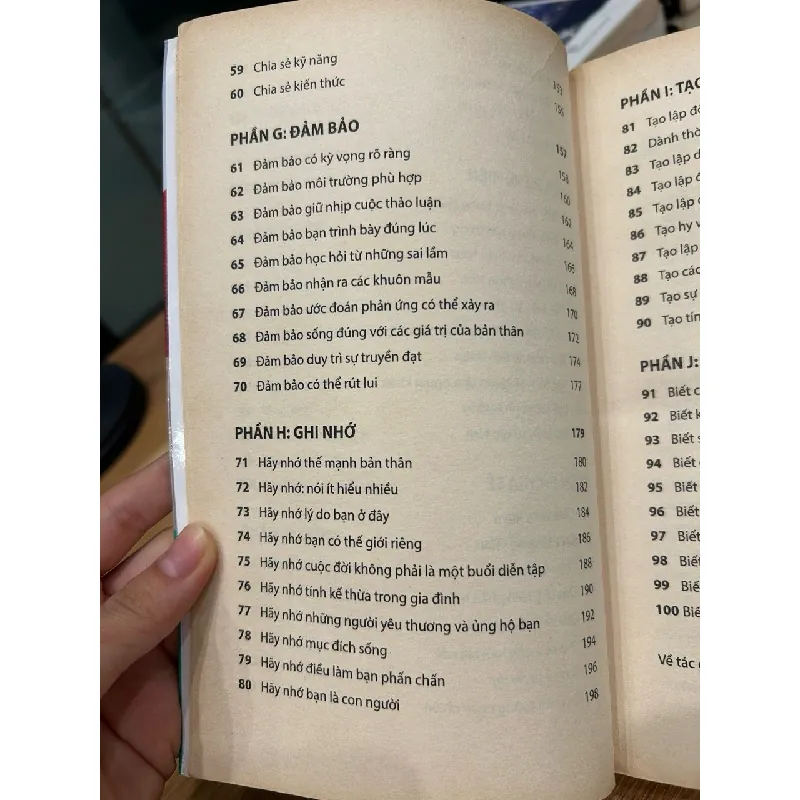 59 Chia sẻ kỹ năng 153
60 Chia sẻ kiến thức 156
PHẦN G: ĐẢM BẢO
61 Đảm bảo có kỳ vọng rõ ràng 157
62 Đảm bảo môi trường phù hợp 158
63 Đảm bảo giữ nhịp cuộc thảo luận 160
64 Đảm bảo bạn trình bày đúng lúc 162
65 Đảm bảo học hỏi từ những sai lầm 164
66 Đảm bảo nhận ra các khuôn mẫu 166
67 Đảm bảo ước đoán phản ứng có thể xảy ra 168
68 Đảm bảo sống đúng với các giá trị của bản thân 170
69 Đảm bảo duy trì sự truyền đạt 172
70 Đảm bảo có thể rút lui 174
177
PHẦN H: GHI NHỚ 179
71 Hãy nhớ thế mạnh bản thân 180
72 Hãy nhớ: nói ít hiểu nhiều 182
73 Hãy nhớ lý do bạn ở đây 184
74 Hãy nhớ bạn có thế giới riêng 186
75 Hãy nhớ cuộc đời không phải là một buổi diễn tập 188
76 Hãy nhớ tính kế thừa trong gia đình 190
77 Hãy nhớ những người yêu thương và ủng hộ bạn 192
78 Hãy nhớ mục đích sống 194
79 Hãy nhớ điều làm bạn phấn chấn 196
80 Hãy nhớ bạn là con người 198
PHẦN I: TẠO
81 Tạo lập
82 Dành
83 Tạo lập
84 Tạo lập
85 Tạo lập
86 Tạo hy
87 Tạo lập
88 Tạo các
89 Tạo sự
90 Tạo
PHẦN J:
91 Biết
92 Biết
93 Biết
94 Biết
95 Biết
96 Biết
97 Biết
98 Biết
99 Biết
100 Biết
Về tác